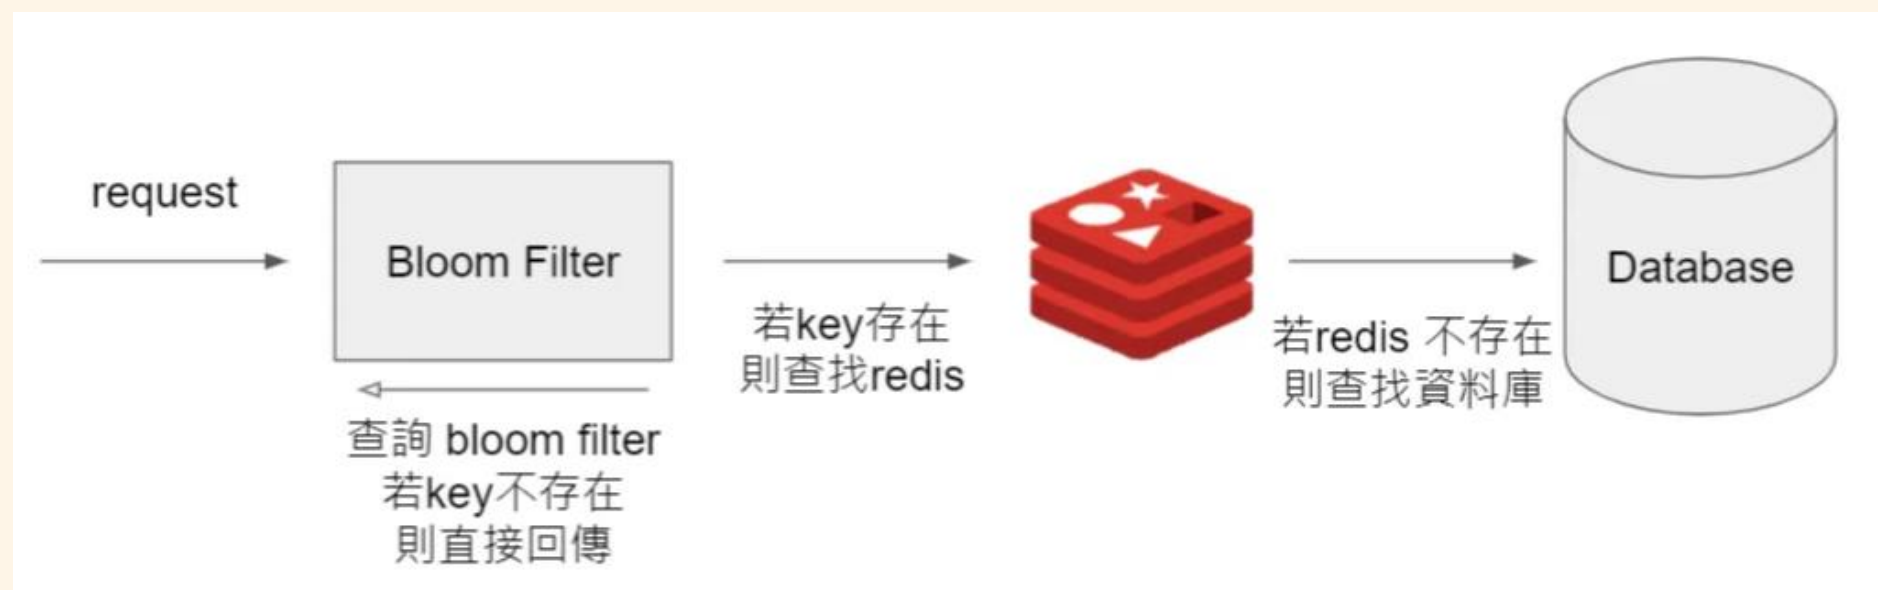 request
Bloom Filter
查詢 bloom filter
若key不存在
則直接回傳
若key存在
則查找redis
若redis 不存在
則查找資料庫
Database